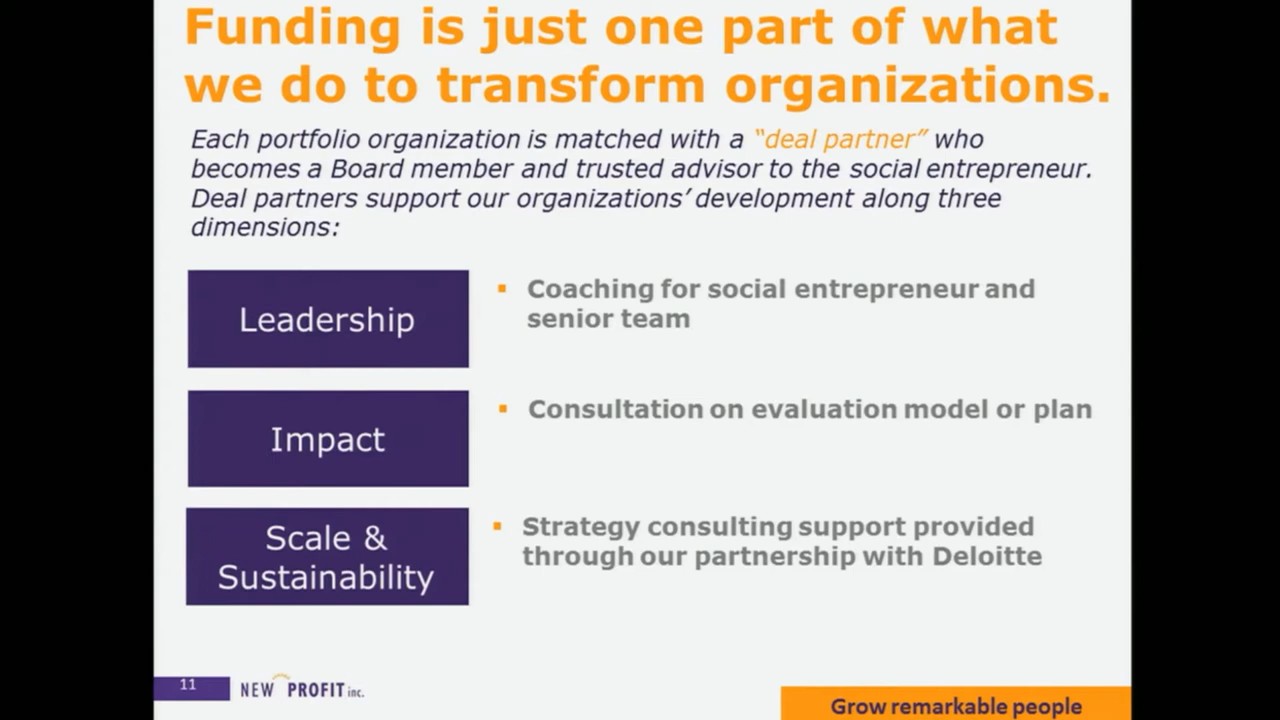 Funding is just one part of what
we do to transform organizations.
Each portfolio organization is matched with a “deal partner” who
becomes a Board member and trusted advisor to the social entrepreneur.
Deal partners support our organizations’ development along three
dimensions:
Leadership
▪ Coaching for social entrepreneur and
senior team
Impact
▪ Consultation on evaluation model or plan
Scale &
Sustainability
▪ Strategy consulting support provided
through our partnership with Deloitte
11
NEW PROFIT inc.
Grow remarkable people